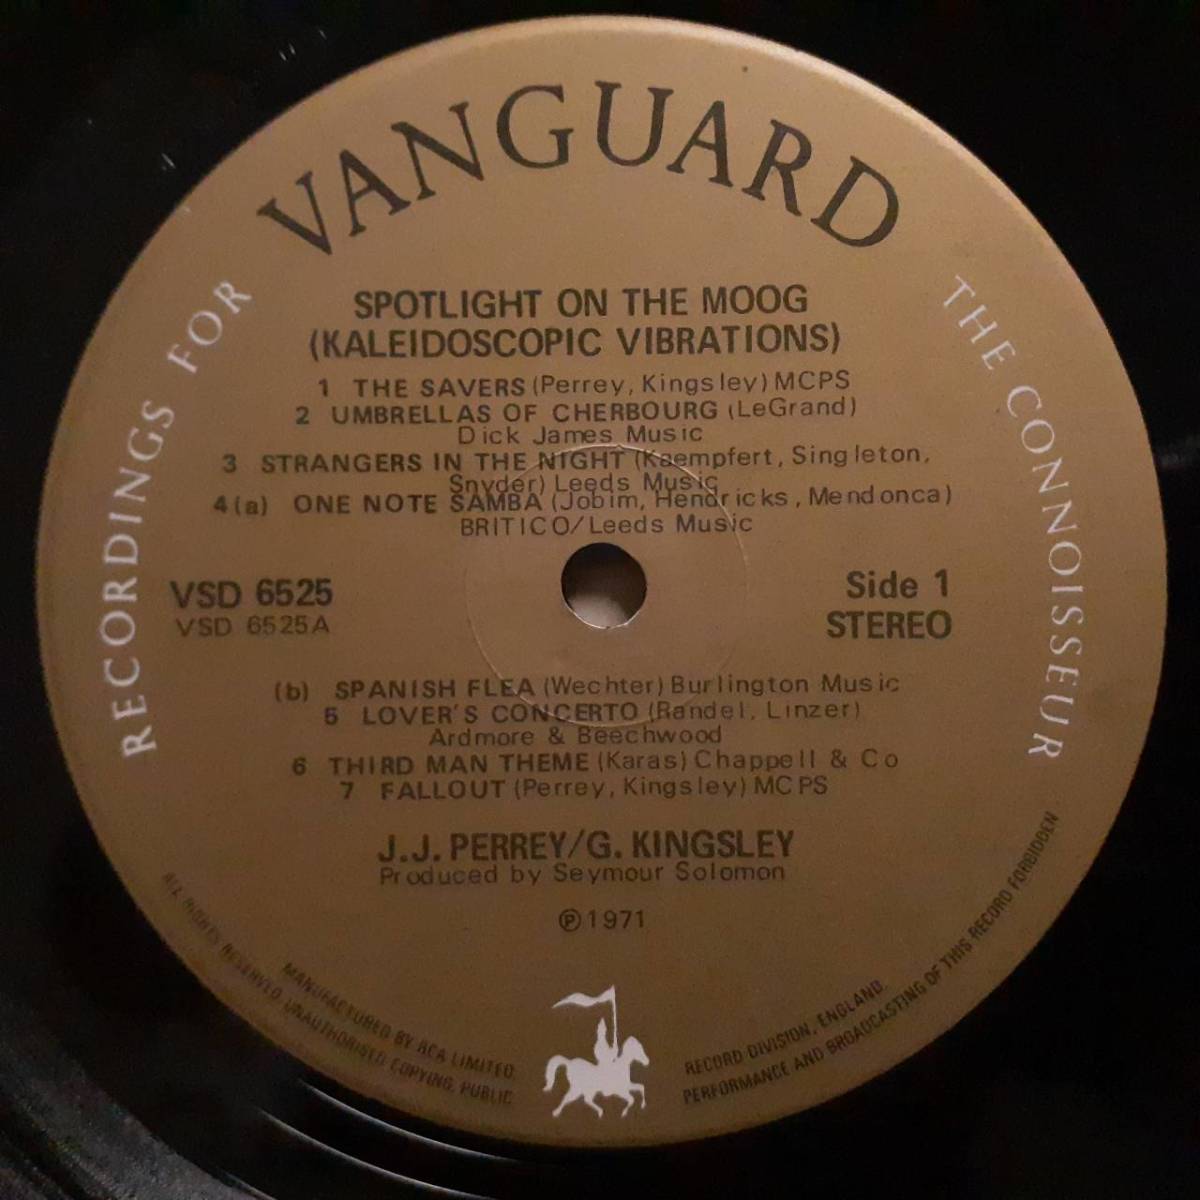 VANGUARD
RECORDINGS FOR THE CONNOISSEUR
SPOTLIGHT ON THE MOOG
(KALEIDOSCOPIC VIBRATIONS)
1 THE SAVERS (Perrey, Kingsley) MCPS
2 UMBRELLAS OF CHERBOURG (LeGrand)
Dick James Music
3 STRANGERS IN THE NIGHT (Kaempfert, Singleton,
Snyder) Leeds Music
4(a) ONE NOTE SAMBA (Jobim, Hendricks, Mendonca)
BRITICO/Leeds Music
VSD 6525
VSD 6525A
Side 1
STEREO
(b) SPANISH FLEA (Wechter) Burlington Music
5 LOVER'S CONCERTO (Randel, Linzer)
Ardmore & Beechwood
6 THIRD MAN THEME (Karas) Chappell & Co
7 FALLOUT (Perrey, Kingsley) MCPS
J.J. PERREY/G. KINGSLEY
Produced by Seymour Solomon
℗1971
MANUFACTURED BY RCA LIMITED. RECORD DIVISION, ENGLAND.
ALL RIGHTS RESERVED. UNAUTHORISED COPYING, PUBLIC PERFORMANCE AND BROADCASTING OF THIS RECORD FORBIDDEN